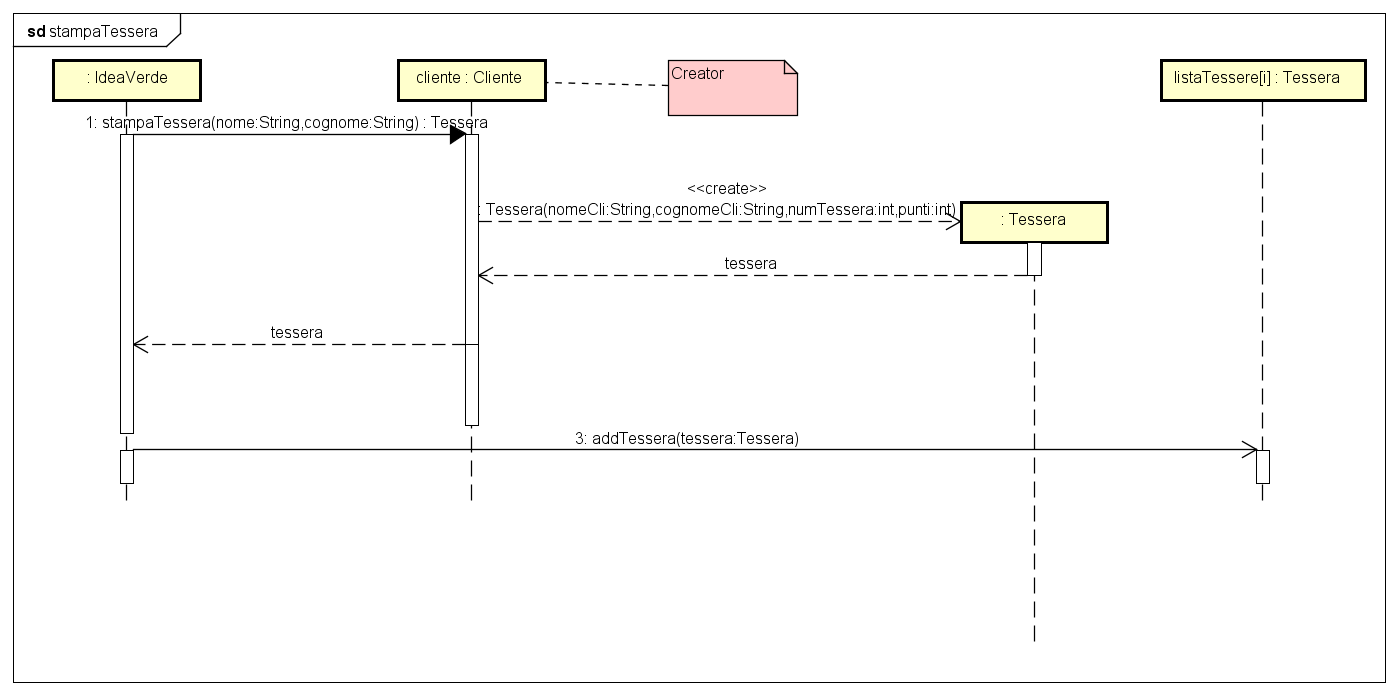 sd stampaTessera
: IdeaVerde
cliente : Cliente
Creator
listaTessere[i] : Tessera
1: stampaTessera(nome:String,cognome:String) : Tessera
<<create>>
: Tessera(nomeCli:String,cognomeCli:String,numTessera:int,punti:int)
: Tessera
tessera
tessera
3: addTessera(tessera:Tessera)